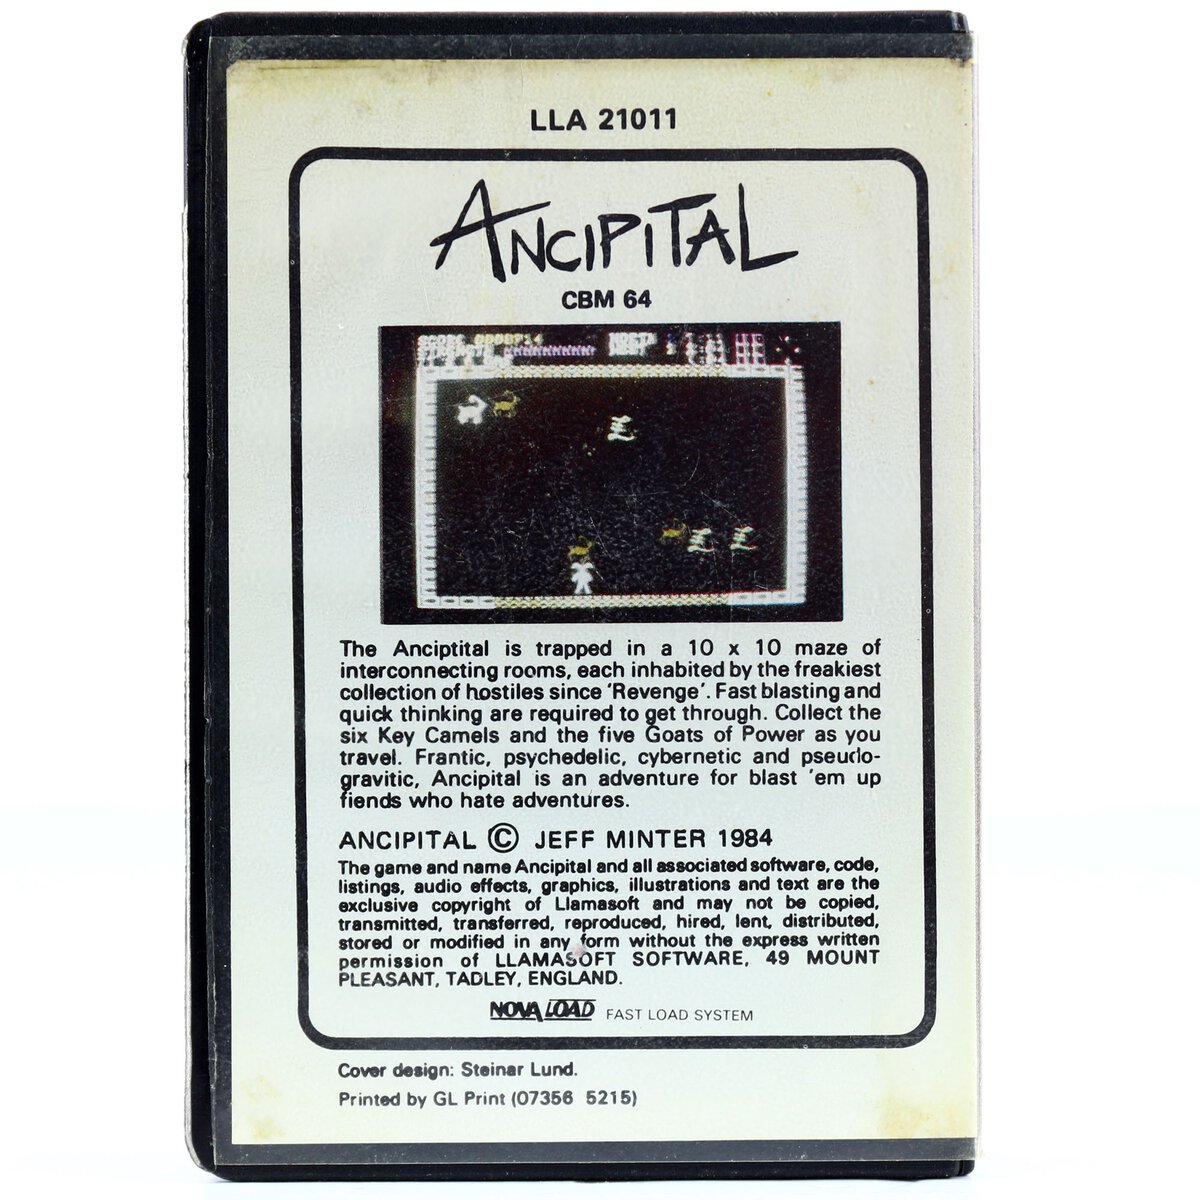 LLA 21011
ANCIPITAL
CBM 64
SCORE
The Anciptital is trapped in a 10 x 10 maze of
interconnecting rooms, each inhabited by the freakiest
collection of hostiles since 'Revenge'. Fast blasting and
quick thinking are required to get through. Collect the
six Key Camels and the five Goats of Power as you
travel. Frantic, psychedelic, cybernetic and pseudo-
gravitic, Ancipital is an adventure for blast 'em up
fiends who hate adventures.
ANCIPITAL © JEFF MINTER 1984
The game and name Ancipital and all associated software, code,
listings, audio effects, graphics, illustrations and text are the
exclusive copyright of Llamasoft and may not be copied,
transmitted, transferred, reproduced, hired, lent, distributed,
stored or modified in any form without the express written
permission of LLAMASOFT SOFTWARE, 49 MOUNT
PLEASANT, TADLEY, ENGLAND.
NOVALOAD FAST LOAD SYSTEM
Cover design: Steinar Lund.
Printed by GL Print (07356 5215)